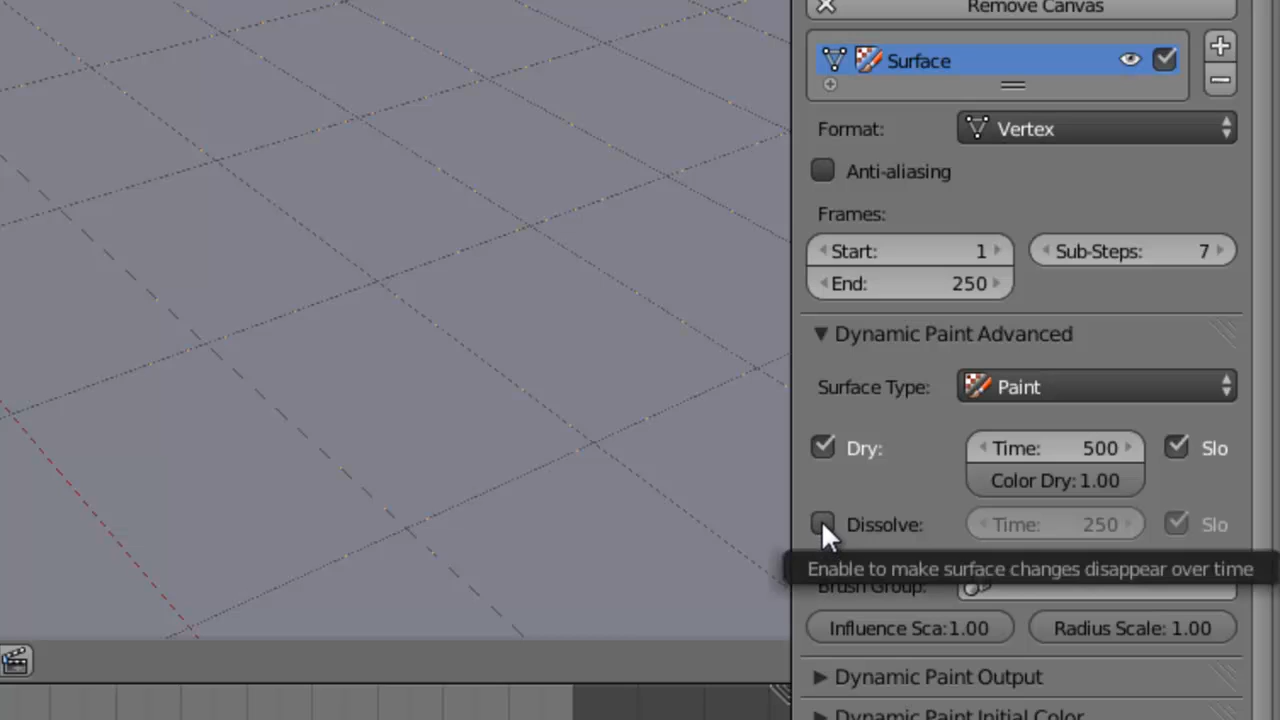 Remove Canvas
Surface
Format: Vertex
Anti-aliasing
Frames:
Start: 1 Sub-Steps: 7
End: 250
Dynamic Paint Advanced
Surface Type: Paint
Dry: Time: 500 Slo
Color Dry: 1.00
Dissolve: Time: 250 Slo
Enable to make surface changes disappear over time
Brush Group:
Influence Sca:1.00 Radius Scale: 1.00
Dynamic Paint Output
Dynamic Paint Initial Color